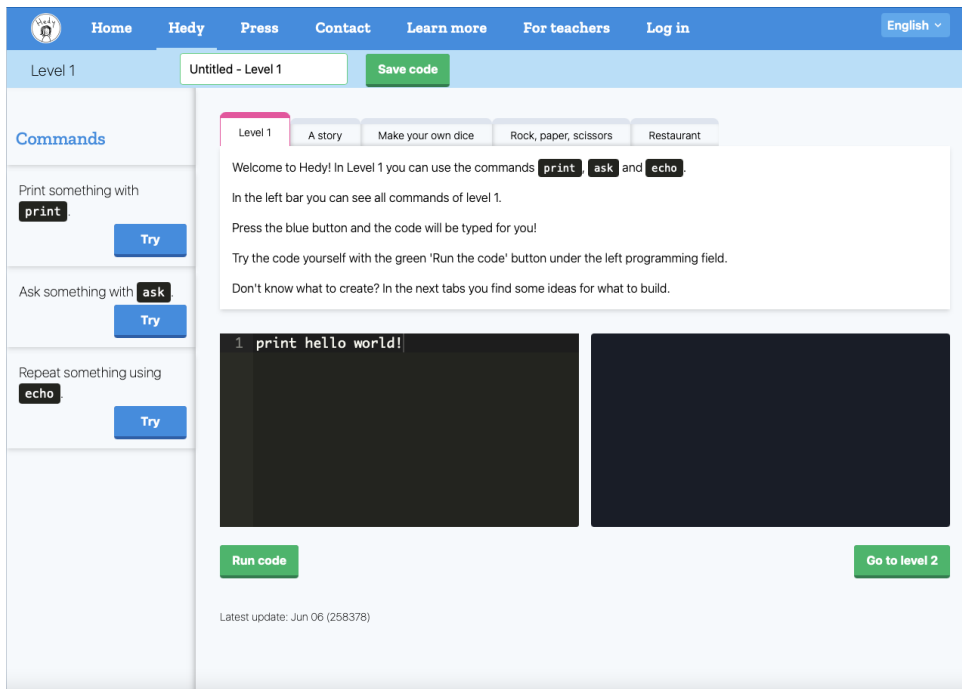 Hedy
Home Hedy Press Contact Learn more For teachers Log in English
Level 1 Untitled - Level 1 Save code
Commands
Print something with
print.
Try
Ask something with ask.
Try
Repeat something using
echo.
Try
Level 1 A story Make your own dice Rock, paper, scissors Restaurant
Welcome to Hedy! In Level 1 you can use the commands print, ask and echo.
In the left bar you can see all commands of level 1.
Press the blue button and the code will be typed for you!
Try the code yourself with the green 'Run the code' button under the left programming field.
Don't know what to create? In the next tabs you find some ideas for what to build.
1 print hello world!
Run code Go to level 2
Latest update: Jun 06 (258378)